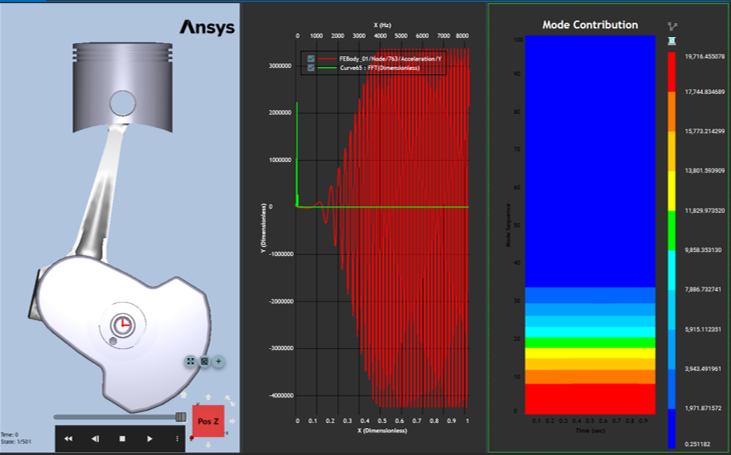 Ansys
Time: 0
State: 1/501
Pos Z
X (Hz)
0 1000 2000 3000 4000 5000 6000 7000 8000
FEBody_01/Node/763/Acceleration/Y
Curve65 : FFT(Dimensionless)
3000000
2000000
1000000
0
-1000000
-2000000
-3000000
-4000000
Y (Dimensionless)
0 0.1 0.2 0.3 0.4 0.5 0.6 0.7 0.8 0.9 1
X (Dimensionless)
Mode Contribution
100
90
80
70
60
50
40
30
20
10
0
Mode Sequence
0.1 0.2 0.3 0.4 0.5 0.6 0.7 0.8 0.9
Time (sec)
19,716.455078
17,744.834689
15,773.214299
13,801.593909
11,829.973520
9,858.353130
7,886.732741
5,915.112351
3,943.491961
1,971.871572
0.251182